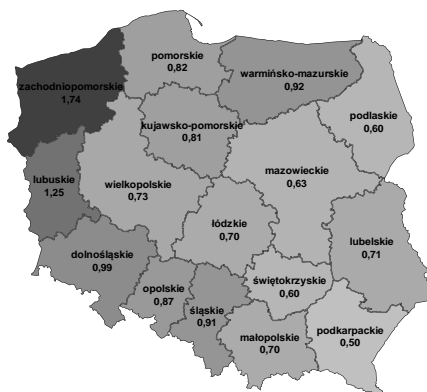 pomorskie
0,82
warmińsko-mazurskie
0,92
zachodniopomorskie
1,74
podlaskie
0,60
kujawsko-pomorskie
0,81
mazowieckie
0,63
lubuskie
1,25
wielkopolskie
0,73
łódzkie
0,70
lubelskie
0,71
dolnośląskie
0,99
opolskie
0,87
śląskie
0,91
świętokrzyskie
0,60
małopolskie
0,70
podkarpackie
0,50